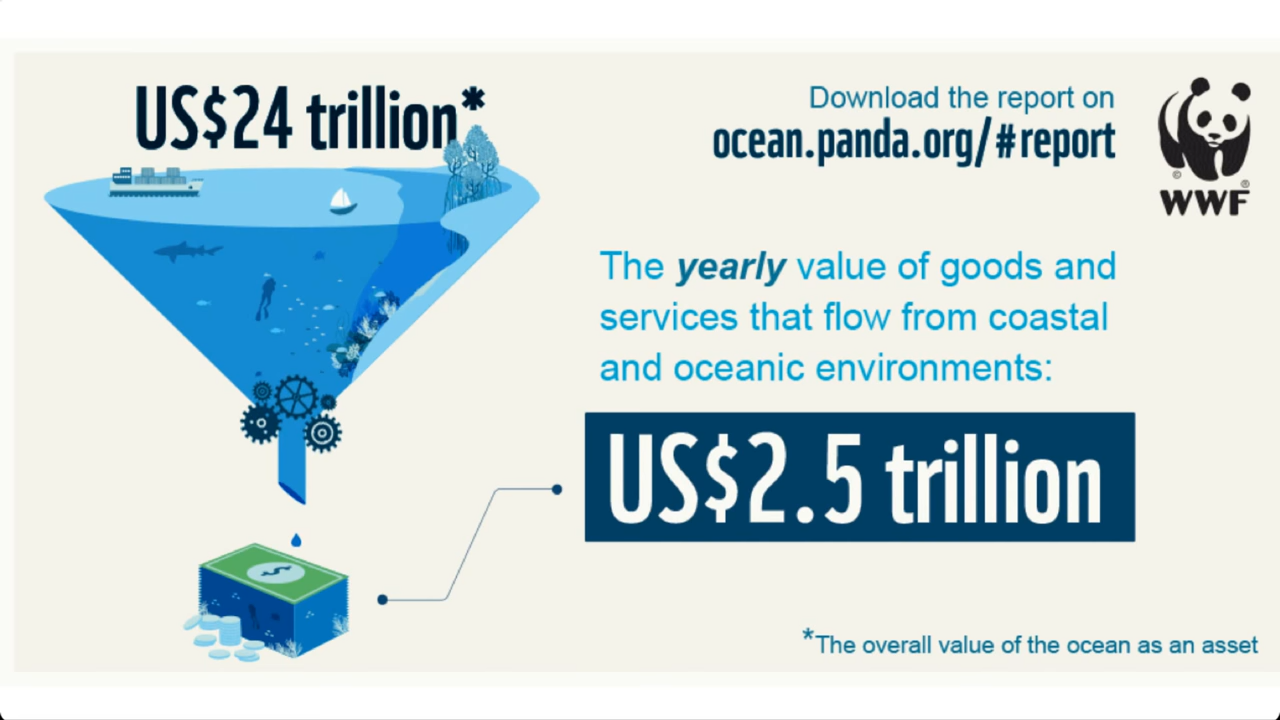 US$24 trillion*
Download the report on
ocean.panda.org/#report
©
®
WWF
The yearly value of goods and
services that flow from coastal
and oceanic environments:
US$2.5 trillion
$
*The overall value of the ocean as an asset